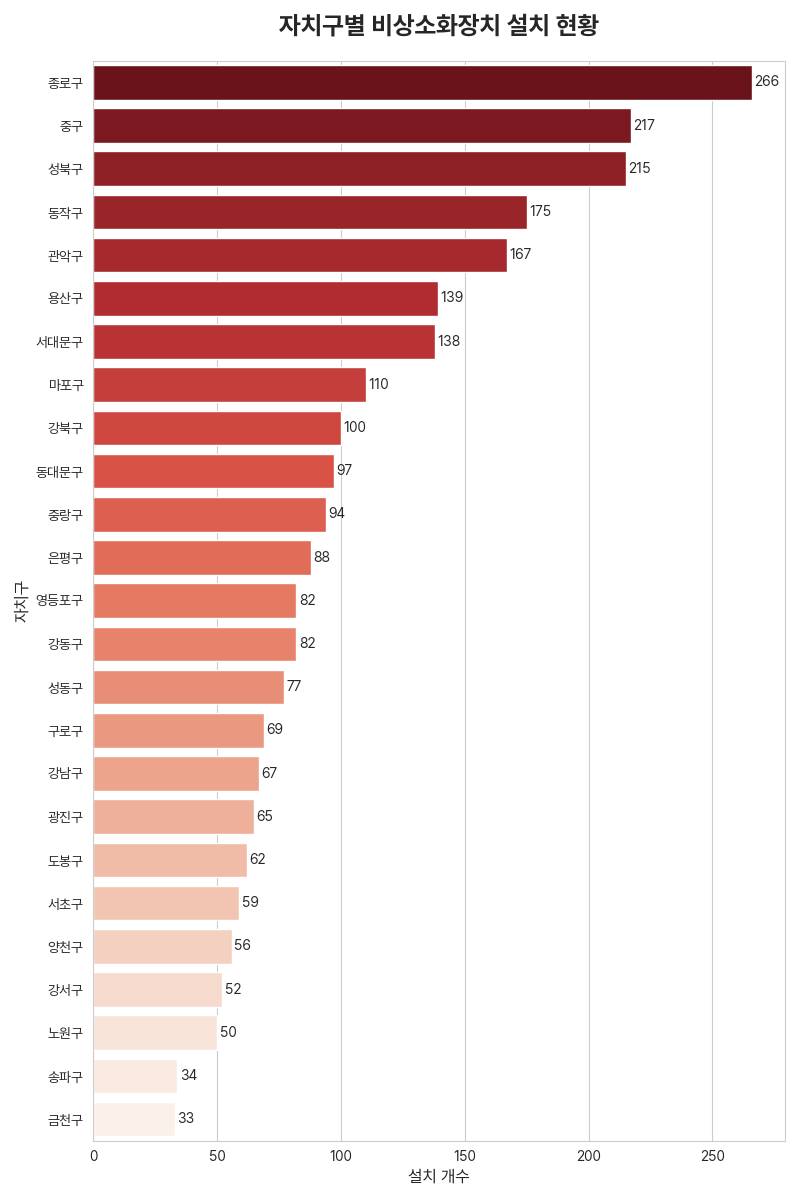 자치구별 비상소화장치 설치 현황
종로구 266
중구 217
성북구 215
동작구 175
관악구 167
용산구 139
서대문구 138
마포구 110
강북구 100
동대문구 97
중랑구 94
은평구 88
자치구
영등포구 82
강동구 82
성동구 77
구로구 69
강남구 67
광진구 65
도봉구 62
서초구 59
양천구 56
강서구 52
노원구 50
송파구 34
금천구 33
0 50 100 150 200 250
설치 개수